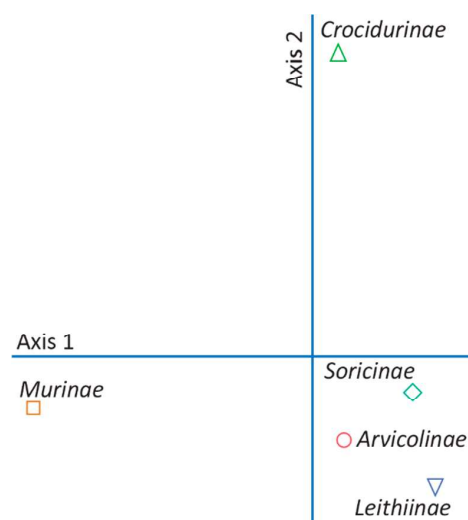 Crocidurinae
Axis 2
Axis 1
Murinae
Soricinae
Arvicolinae
Leithiinae